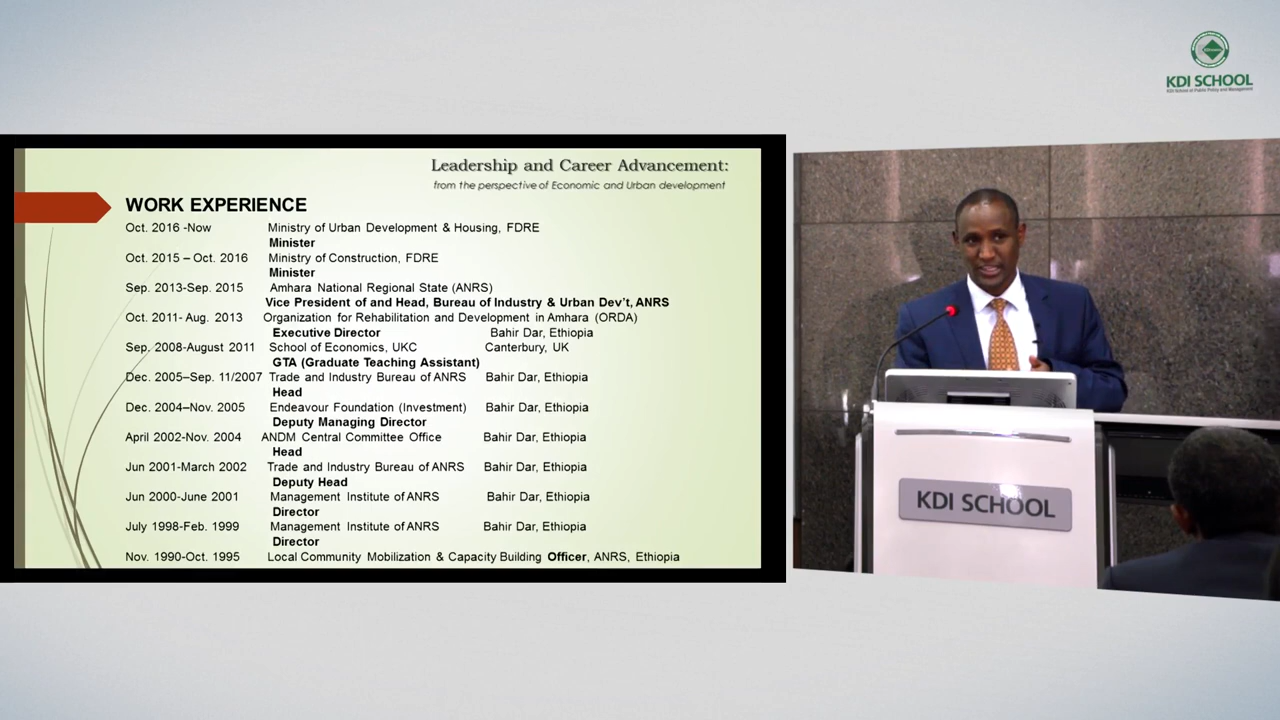 KDI SCHOOL
KDI School of Public Policy and Management
Leadership and Career Advancement:
from the perspective of Economic and Urban development
WORK EXPERIENCE
Oct. 2016 -Now Ministry of Urban Development & Housing, FDRE
Minister
Oct. 2015 – Oct. 2016 Ministry of Construction, FDRE
Minister
Sep. 2013-Sep. 2015 Amhara National Regional State (ANRS)
Vice President of and Head, Bureau of Industry & Urban Dev't, ANRS
Oct. 2011- Aug. 2013 Organization for Rehabilitation and Development in Amhara (ORDA)
Executive Director Bahir Dar, Ethiopia
Sep. 2008-August 2011 School of Economics, UKC Canterbury, UK
GTA (Graduate Teaching Assistant)
Dec. 2005–Sep. 11/2007 Trade and Industry Bureau of ANRS Bahir Dar, Ethiopia
Head
Dec. 2004–Nov. 2005 Endeavour Foundation (Investment) Bahir Dar, Ethiopia
Deputy Managing Director
April 2002-Nov. 2004 ANDM Central Committee Office Bahir Dar, Ethiopia
Head
Jun 2001-March 2002 Trade and Industry Bureau of ANRS Bahir Dar, Ethiopia
Deputy Head
Jun 2000-June 2001 Management Institute of ANRS Bahir Dar, Ethiopia
Director
July 1998-Feb. 1999 Management Institute of ANRS Bahir Dar, Ethiopia
Director
Nov. 1990-Oct. 1995 Local Community Mobilization & Capacity Building Officer, ANRS, Ethiopia
KDI SCHOOL